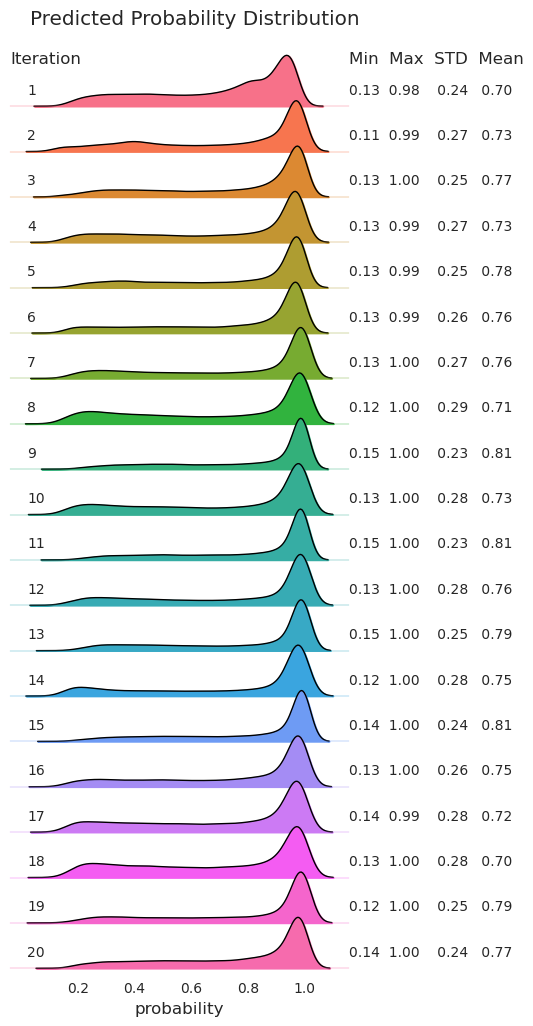 Predicted Probability Distribution
Iteration Min Max STD Mean
1 0.13 0.98 0.24 0.70
2 0.11 0.99 0.27 0.73
3 0.13 1.00 0.25 0.77
4 0.13 0.99 0.27 0.73
5 0.13 0.99 0.25 0.78
6 0.13 0.99 0.26 0.76
7 0.13 1.00 0.27 0.76
8 0.12 1.00 0.29 0.71
9 0.15 1.00 0.23 0.81
10 0.13 1.00 0.28 0.73
11 0.15 1.00 0.23 0.81
12 0.13 1.00 0.28 0.76
13 0.15 1.00 0.25 0.79
14 0.12 1.00 0.28 0.75
15 0.14 1.00 0.24 0.81
16 0.13 1.00 0.26 0.75
17 0.14 0.99 0.28 0.72
18 0.13 1.00 0.28 0.70
19 0.12 1.00 0.25 0.79
20 0.14 1.00 0.24 0.77
0.2 0.4 0.6 0.8 1.0
probability